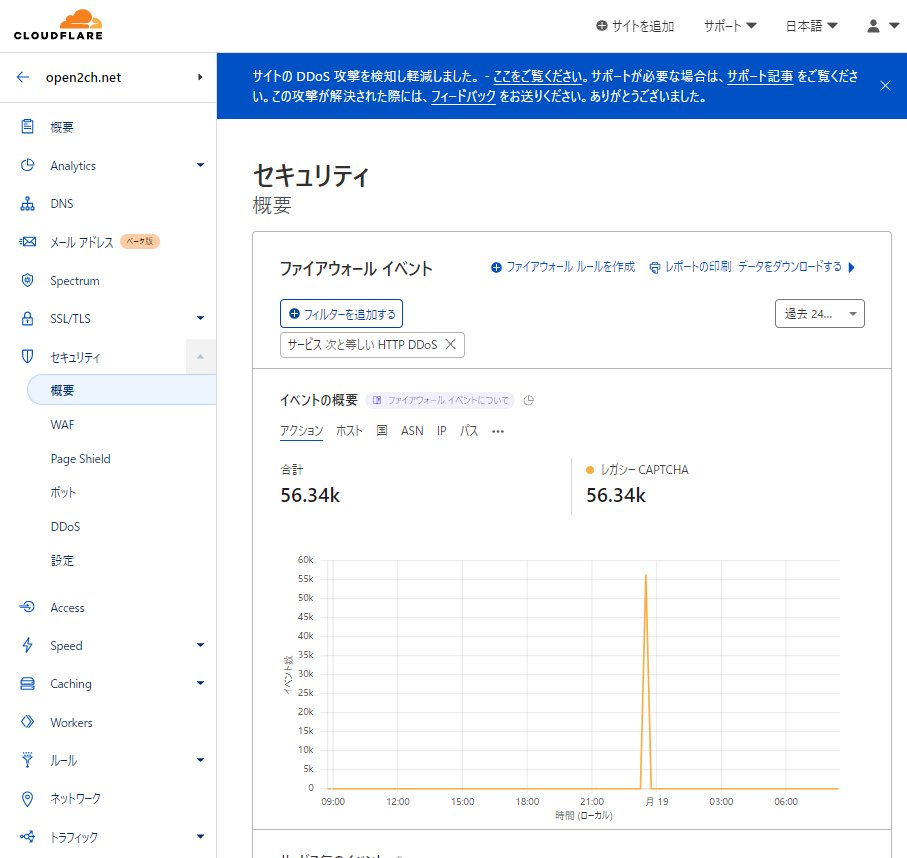 CLOUDFLARE
サイトを追加
サポート
日本語
open2ch.net
サイトの DDoS 攻撃を検知し軽減しました。 - ここをご覧ください。サポートが必要な場合は、サポート記事 をご覧ください
い。この攻撃が解決された際には、フィードバック をお送りください。ありがとうございました。
概要
Analytics
DNS
メール アドレス ベータ版
Spectrum
SSL/TLS
セキュリティ
概要
WAF
Page Shield
ボット
DDoS
設定
Access
Speed
Caching
Workers
ルール
ネットワーク
トラフィック
セキュリティ
概要
ファイアウォール イベント
ファイアウォール ルールを作成
レポートの印刷
データをダウンロードする
フィルターを追加する
過去 24...
サービス 次と等しい HTTP DDoS
イベントの概要
ファイアウォール イベントについて
アクション ホスト 国 ASN IP パス •••
合計
56.34k
レガシー CAPTCHA
56.34k
60k
55k
50k
45k
40k
35k
30k
25k
20k
15k
10k
5k
0
イベント数
09:00 12:00 15:00 18:00 21:00 月 19 03:00 06:00
時間 (ローカル)